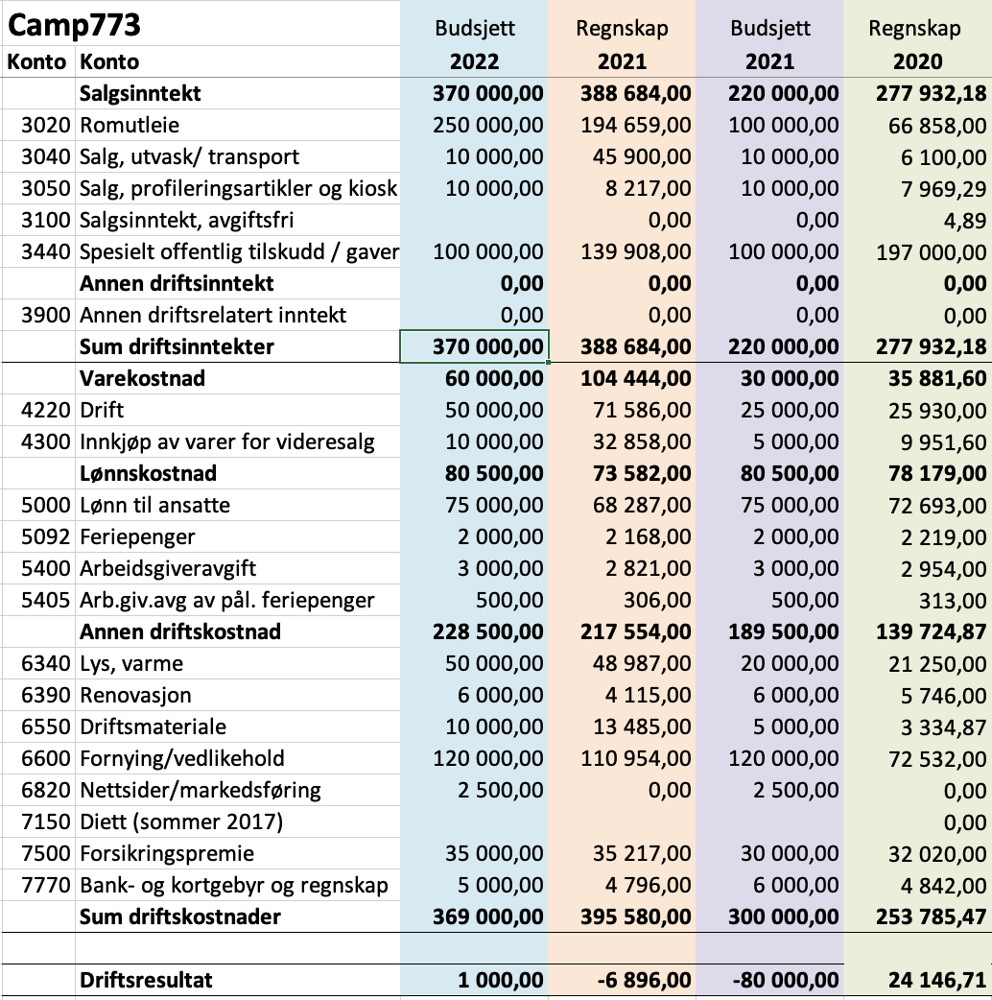 Camp773 Budsjett Regnskap Budsjett Regnskap
Konto Konto 2022 2021 2021 2020
Salgsinntekt 370 000,00 388 684,00 220 000,00 277 932,18
3020 Romutleie 250 000,00 194 659,00 100 000,00 66 858,00
3040 Salg, utvask/ transport 10 000,00 45 900,00 10 000,00 6 100,00
3050 Salg, profileringsartikler og kiosk 10 000,00 8 217,00 10 000,00 7 969,29
3100 Salgsinntekt, avgiftsfri 0,00 0,00 4,89
3440 Spesielt offentlig tilskudd / gaver 100 000,00 139 908,00 100 000,00 197 000,00
Annen driftsinntekt 0,00 0,00 0,00 0,00
3900 Annen driftsrelatert inntekt 0,00 0,00 0,00 0,00
Sum driftsinntekter 370 000,00 388 684,00 220 000,00 277 932,18
Varekostnad 60 000,00 104 444,00 30 000,00 35 881,60
4220 Drift 50 000,00 71 586,00 25 000,00 25 930,00
4300 Innkjøp av varer for videresalg 10 000,00 32 858,00 5 000,00 9 951,60
Lønnskostnad 80 500,00 73 582,00 80 500,00 78 179,00
5000 Lønn til ansatte 75 000,00 68 287,00 75 000,00 72 693,00
5092 Feriepenger 2 000,00 2 168,00 2 000,00 2 219,00
5400 Arbeidsgiveravgift 3 000,00 2 821,00 3 000,00 2 954,00
5405 Arb.giv.avg av pål. feriepenger 500,00 306,00 500,00 313,00
Annen driftskostnad 228 500,00 217 554,00 189 500,00 139 724,87
6340 Lys, varme 50 000,00 48 987,00 20 000,00 21 250,00
6390 Renovasjon 6 000,00 4 115,00 6 000,00 5 746,00
6550 Driftsmateriale 10 000,00 13 485,00 5 000,00 3 334,87
6600 Fornying/vedlikehold 120 000,00 110 954,00 120 000,00 72 532,00
6820 Nettsider/markedsføring 2 500,00 0,00 2 500,00 0,00
7150 Diett (sommer 2017) 0,00
7500 Forsikringspremie 35 000,00 35 217,00 30 000,00 32 020,00
7770 Bank- og kortgebyr og regnskap 5 000,00 4 796,00 6 000,00 4 842,00
Sum driftskostnader 369 000,00 395 580,00 300 000,00 253 785,47
Driftsresultat 1 000,00 -6 896,00 -80 000,00 24 146,71